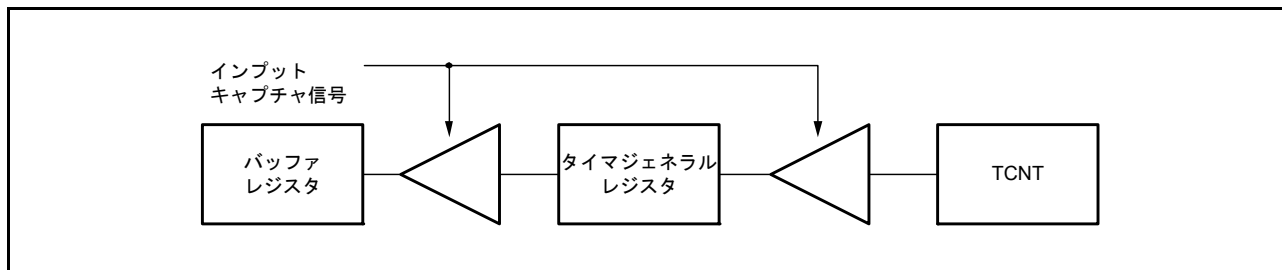 インプット
キャプチャ信号
バッファ
レジスタ
タイマジェネラル
レジスタ
TCNT